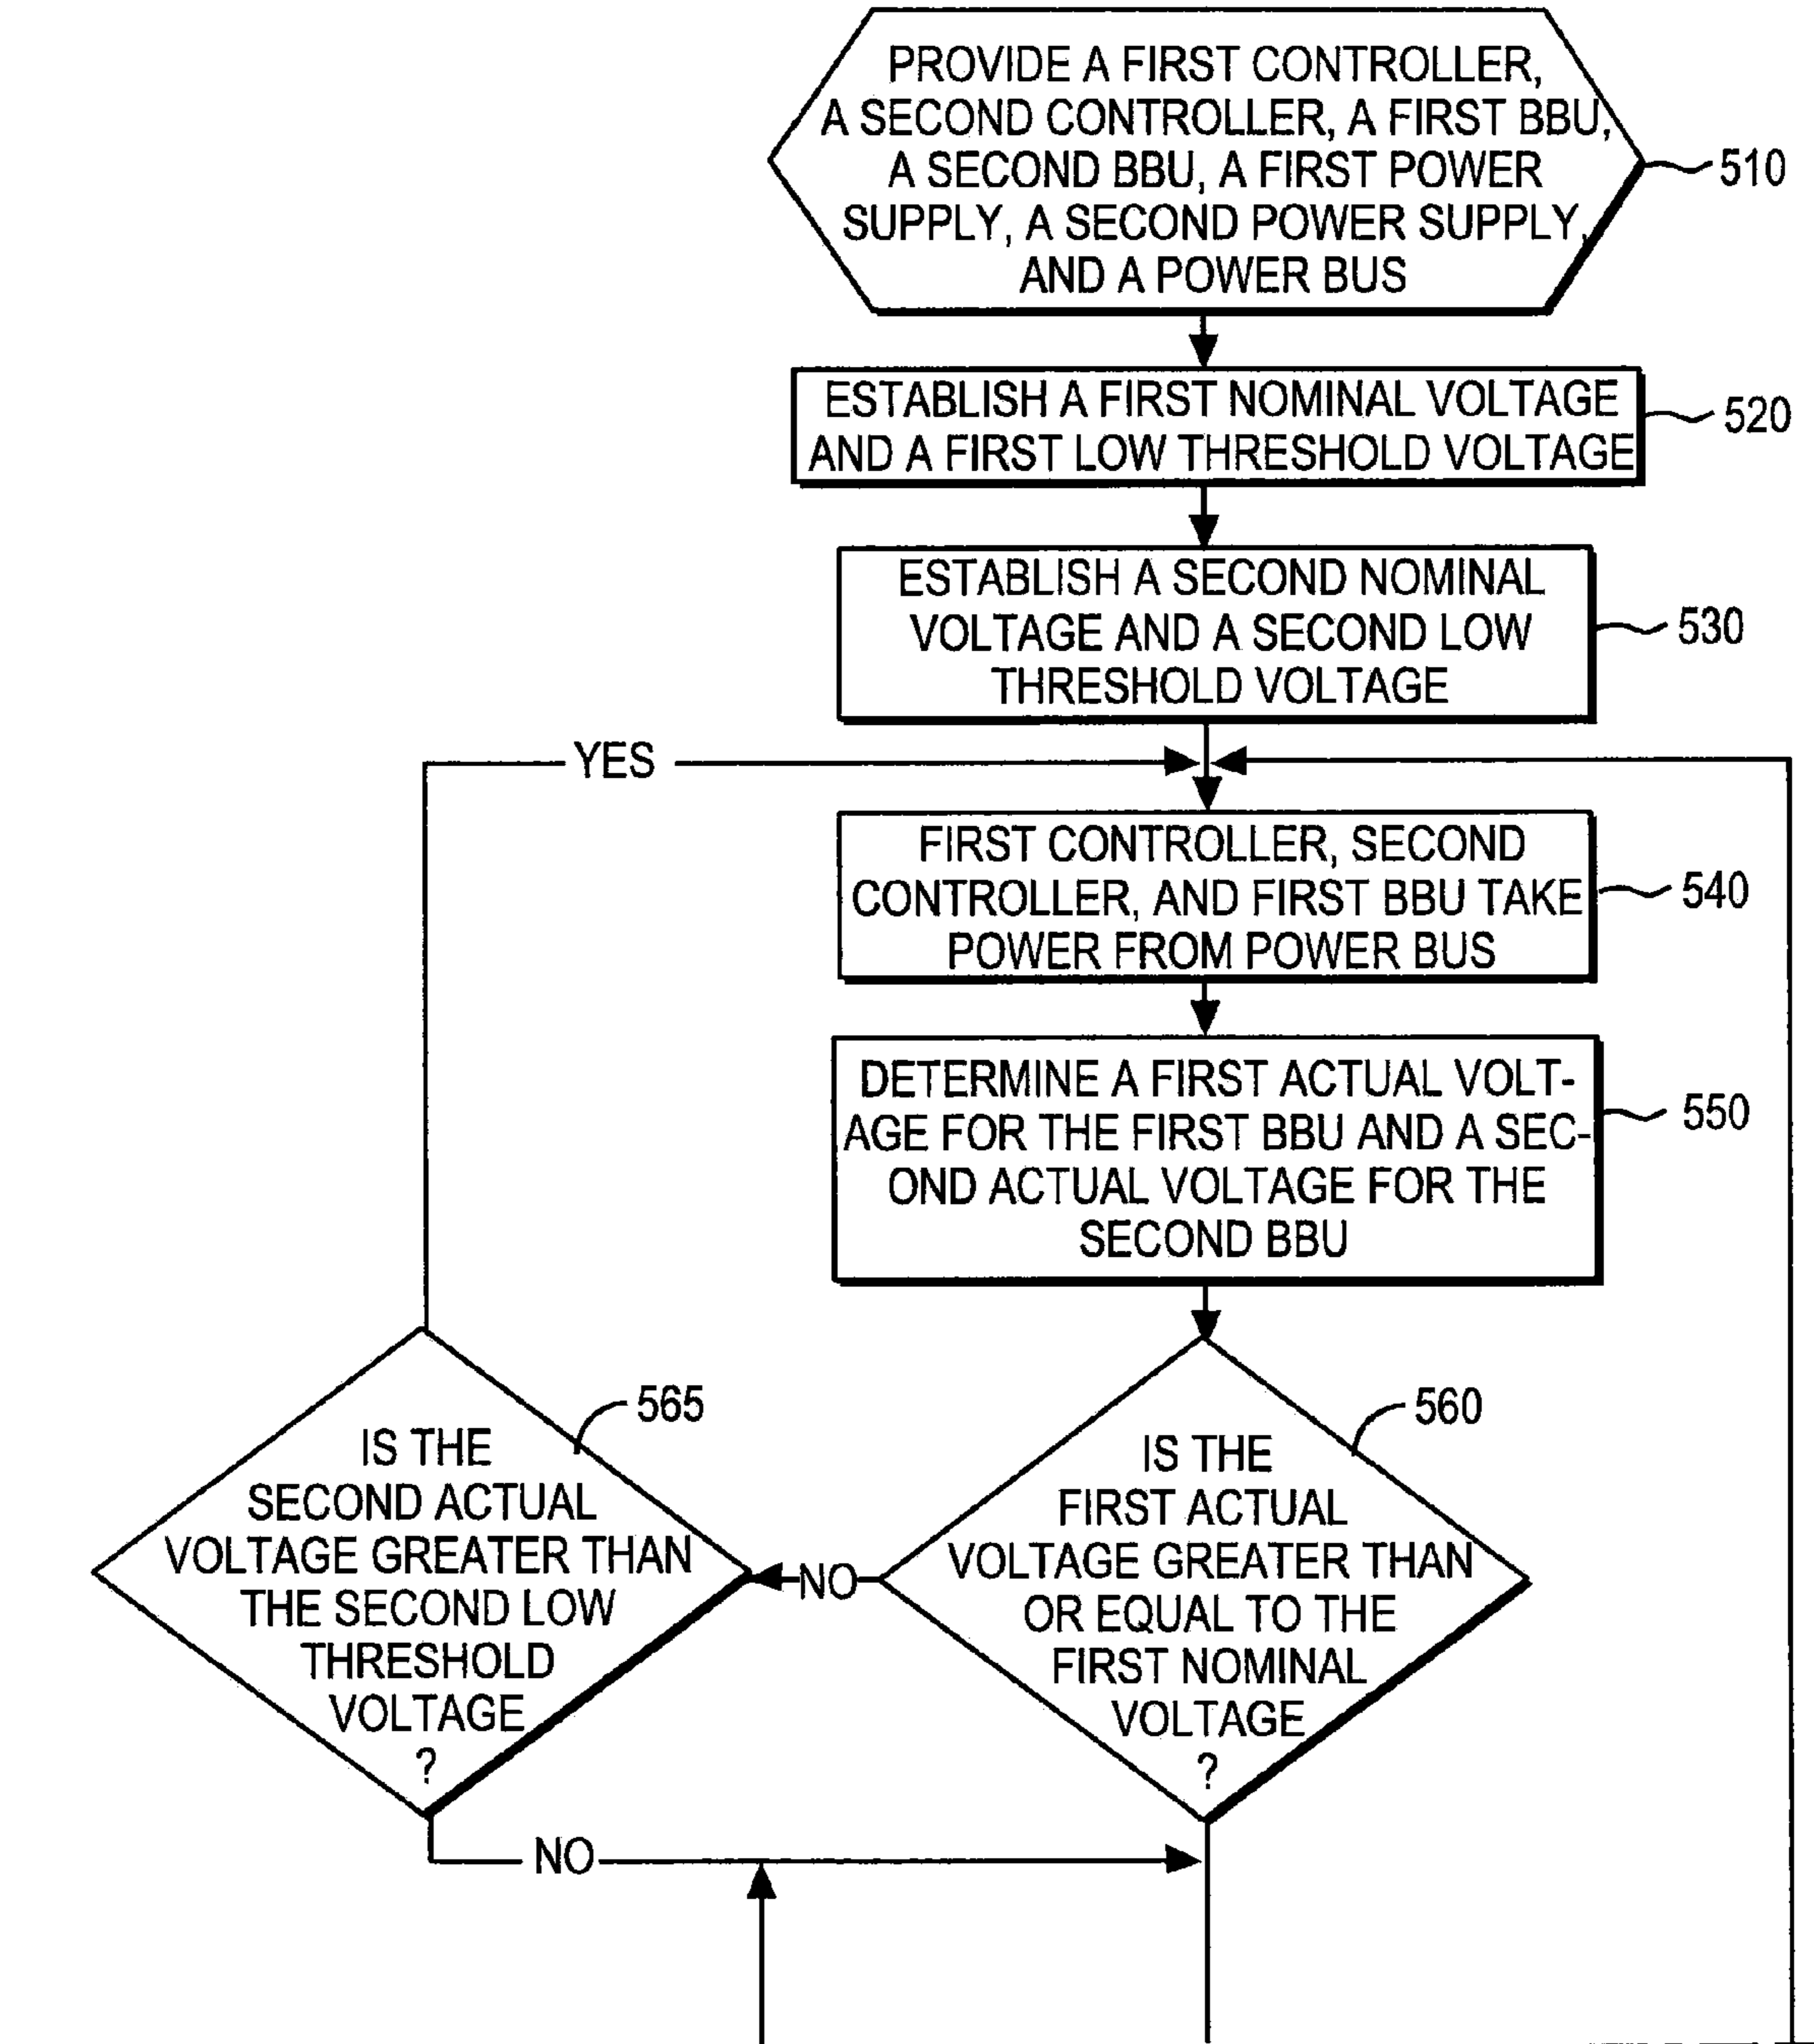 PROVIDE A FIRST CONTROLLER,
A SECOND CONTROLLER, A FIRST BBU,
A SECOND BBU, A FIRST POWER
SUPPLY, A SECOND POWER SUPPLY,
AND A POWER BUS
510
ESTABLISH A FIRST NOMINAL VOLTAGE
AND A FIRST LOW THRESHOLD VOLTAGE
520
ESTABLISH A SECOND NOMINAL
VOLTAGE AND A SECOND LOW
THRESHOLD VOLTAGE
530
YES
FIRST CONTROLLER, SECOND
CONTROLLER, AND FIRST BBU TAKE
POWER FROM POWER BUS
540
DETERMINE A FIRST ACTUAL VOLT-
AGE FOR THE FIRST BBU AND A SEC-
OND ACTUAL VOLTAGE FOR THE
SECOND BBU
550
565
IS THE
SECOND ACTUAL
VOLTAGE GREATER THAN
THE SECOND LOW
THRESHOLD
VOLTAGE
?
NO
560
IS THE
FIRST ACTUAL
VOLTAGE GREATER THAN
OR EQUAL TO THE
FIRST NOMINAL
VOLTAGE
?
NO